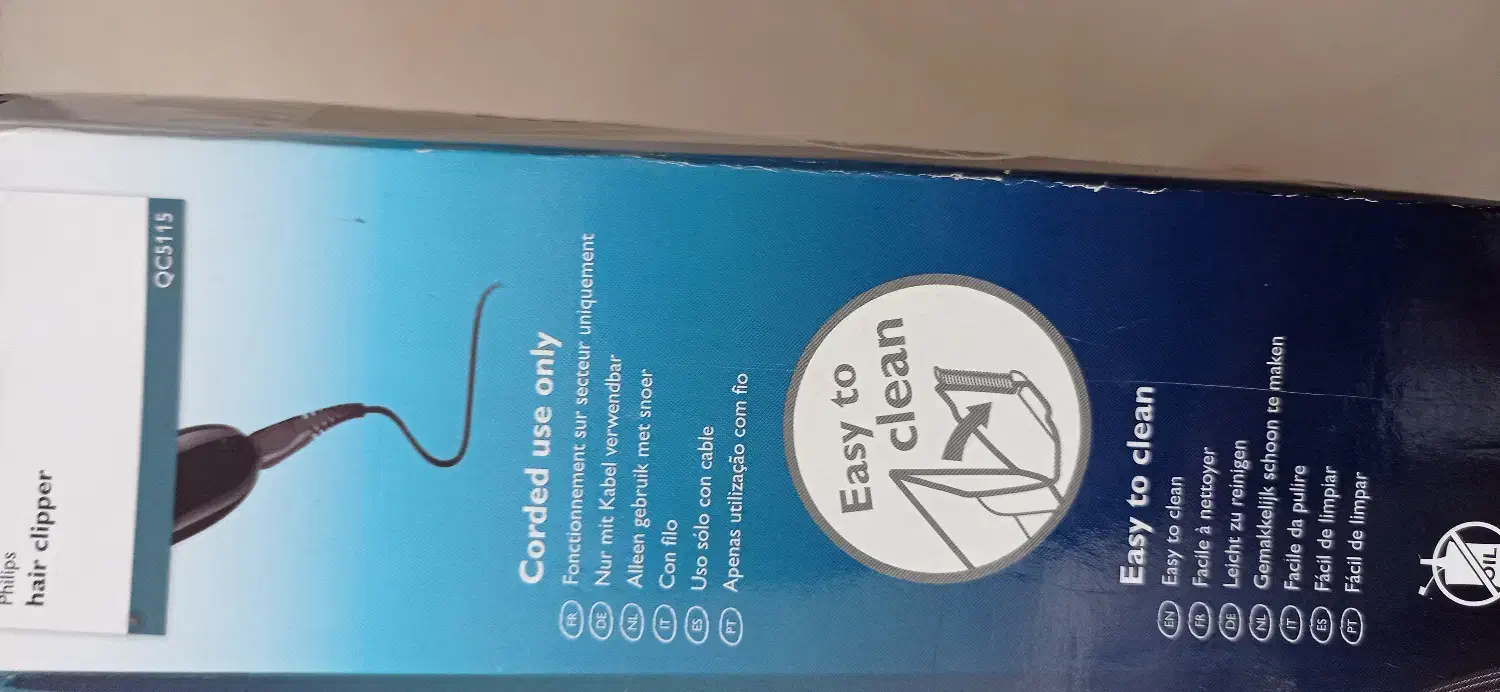 Philips
hair clipper
QC5115
Corded use only
FR Fonctionnement sur secteur uniquement
DE Nur mit Kabel verwendbar
NL Alleen gebruik met snoer
IT Con filo
ES Uso sólo con cable
PT Apenas utilização com fio
Easy to
clean
Easy to clean
EN Easy to clean
FR Facile à nettoyer
DE Leicht zu reinigen
NL Gemakkelijk schoon te maken
IT Facile da pulire
ES Fácil de limpiar
PT Fácil de limpar
OIL